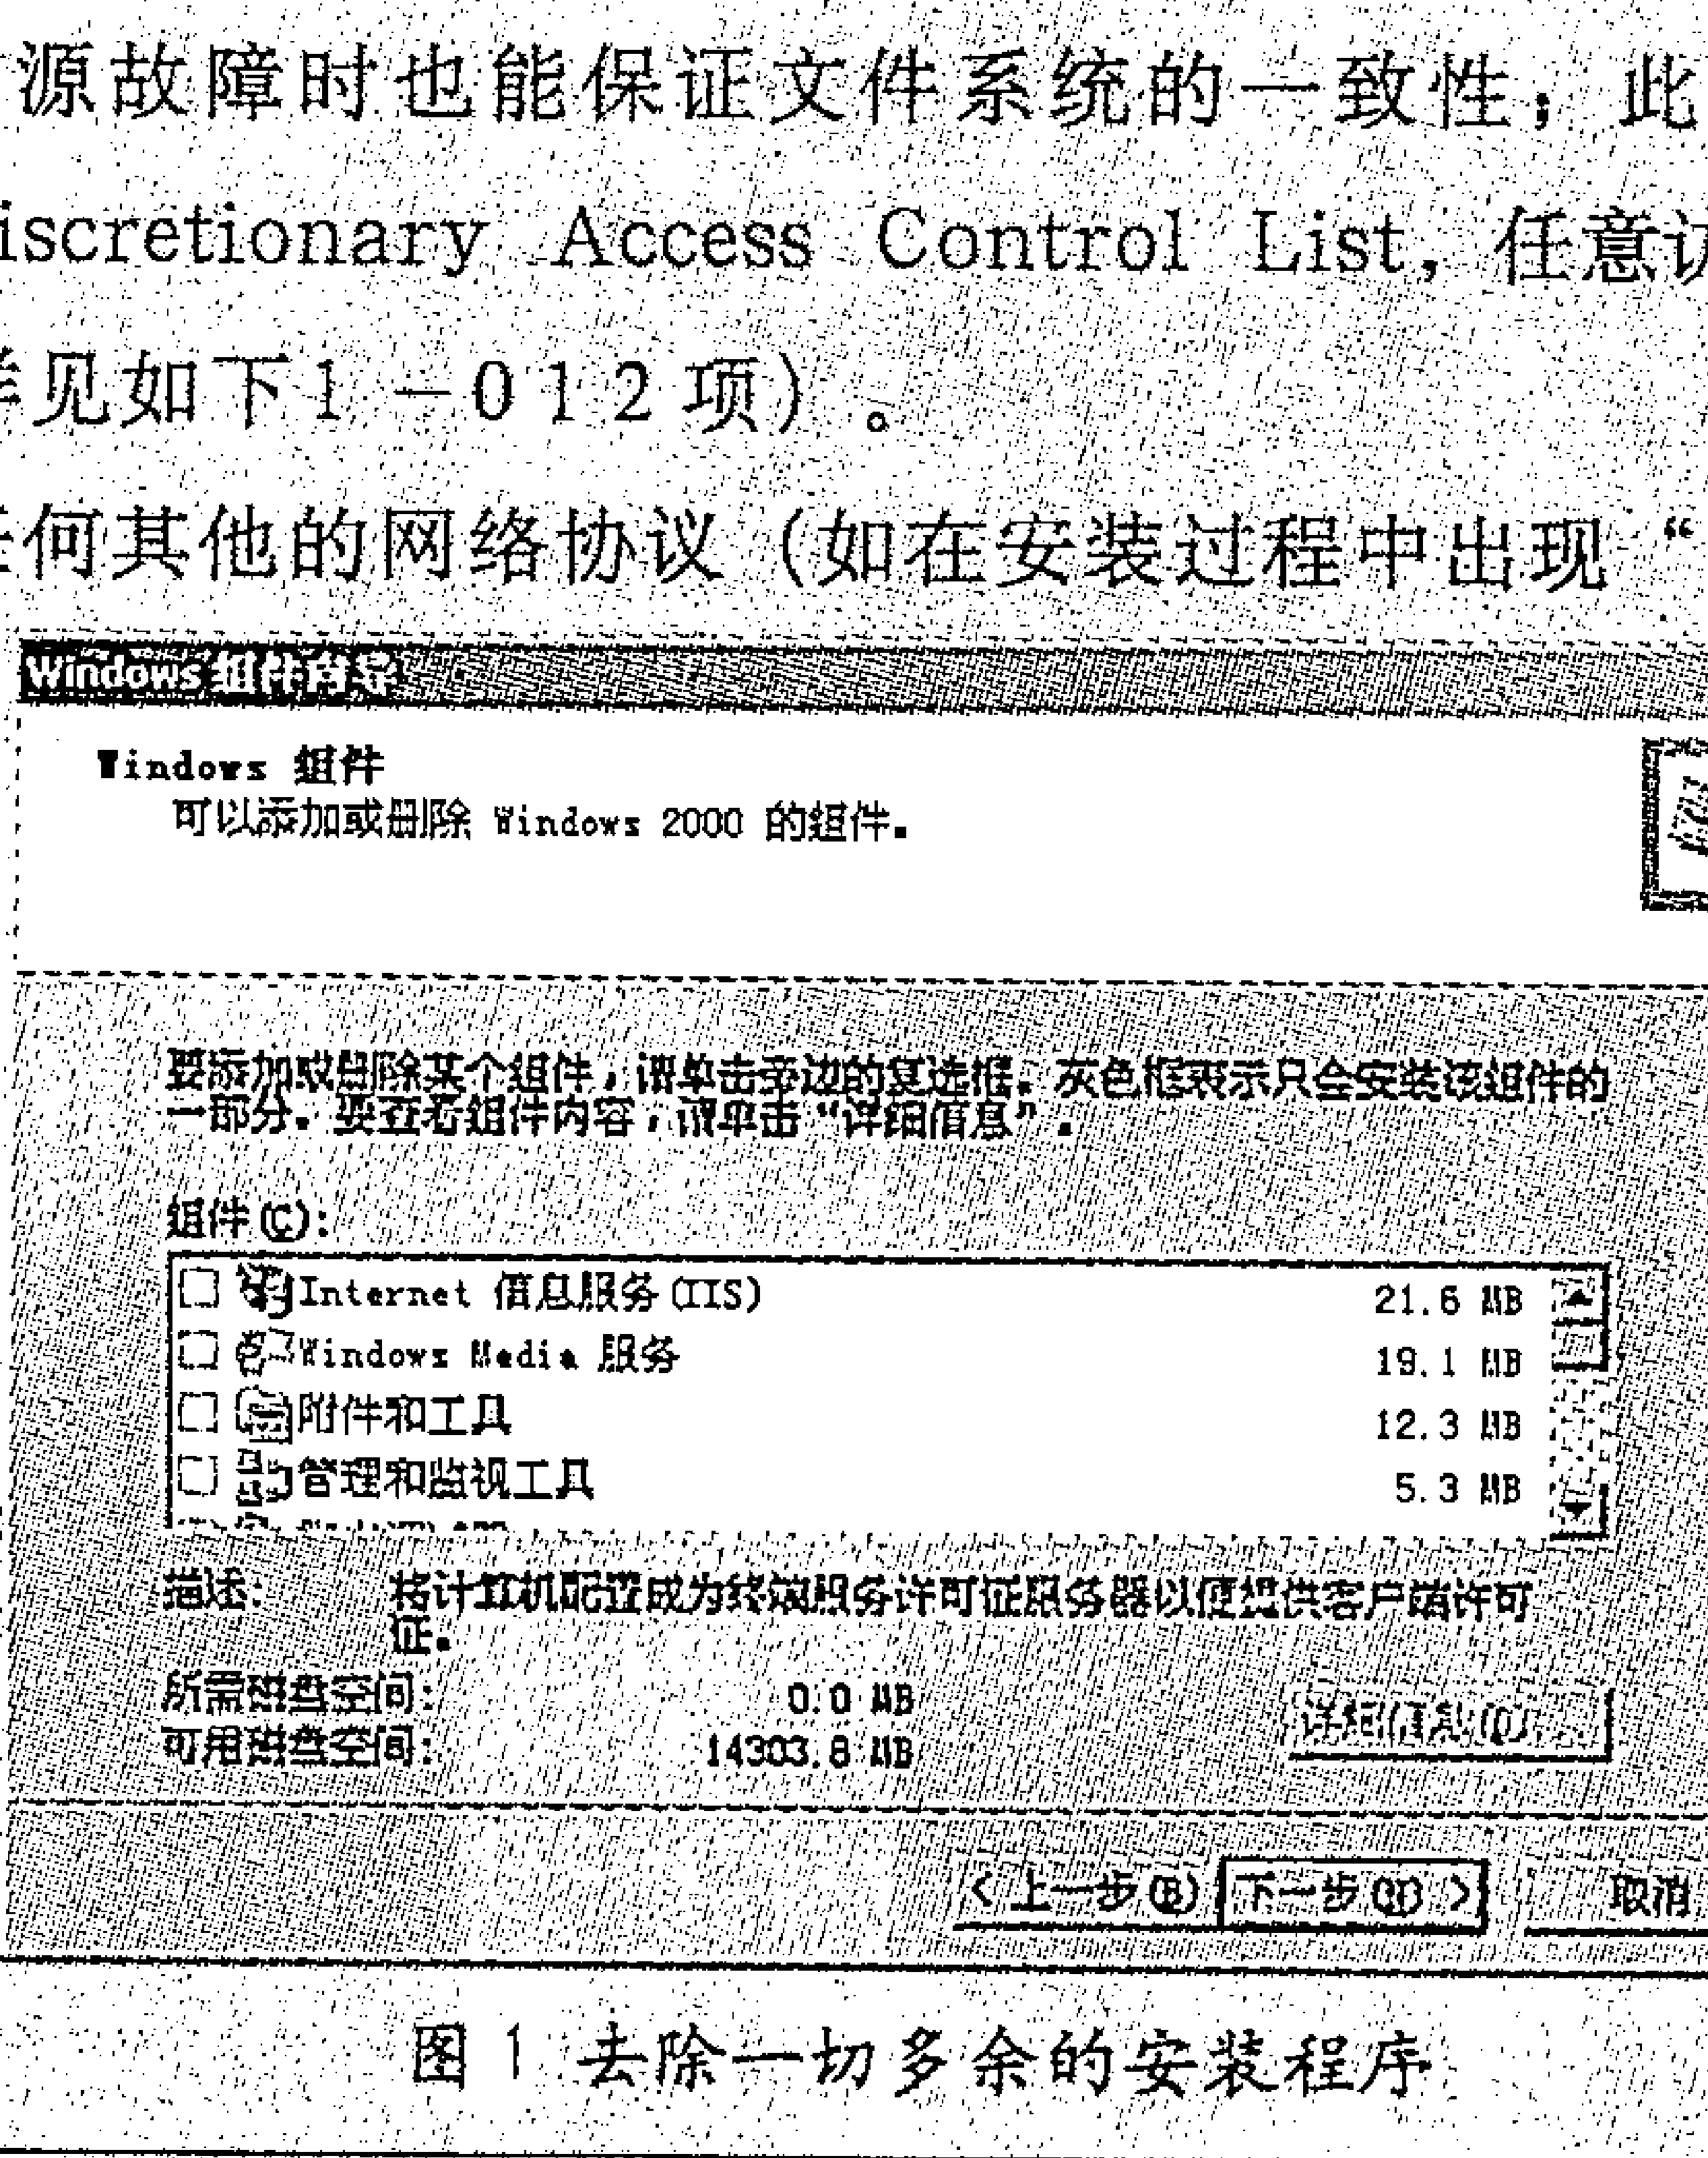 源故障时也能保证文件系统的一致性；此
iscretionary Access Control List，任意访
详见如下1－012项）。
任何其他的网络协议（如在安装过程中出现“
Windows 组件向导
Windows 组件
可以添加或删除 Windows 2000 的组件。
要添加或删除某个组件，请单击旁边的复选框。灰色框表示只会安装该组件的
一部分。要查看组件内容，请单击“详细信息”。
组件(C):
Internet 信息服务(IIS) 21.6 MB
Windows Media 服务 19.1 MB
附件和工具 12.3 MB
管理和监视工具 5.3 MB
描述: 将计算机配置成为终端服务许可证服务器以便提供客户端许可
证。
所需磁盘空间: 0.0 MB
可用磁盘空间: 14303.8 MB
详细信息(D)...
< 上一步(B) 下一步(N) > 取消
图 1 去除一切多余的安装程序